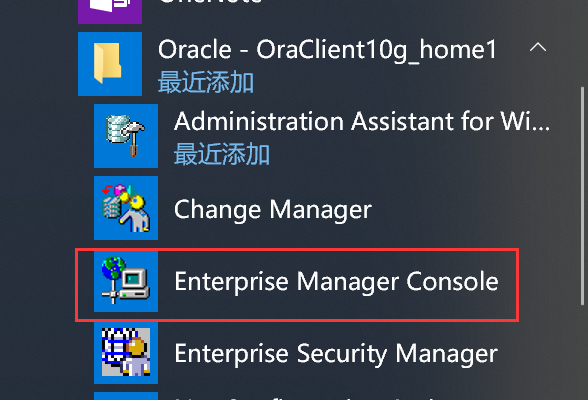 OneNote
Oracle - OraClient10g_home1
最近添加
Administration Assistant for Wi...
最近添加
Change Manager
Enterprise Manager Console
Enterprise Security Manager